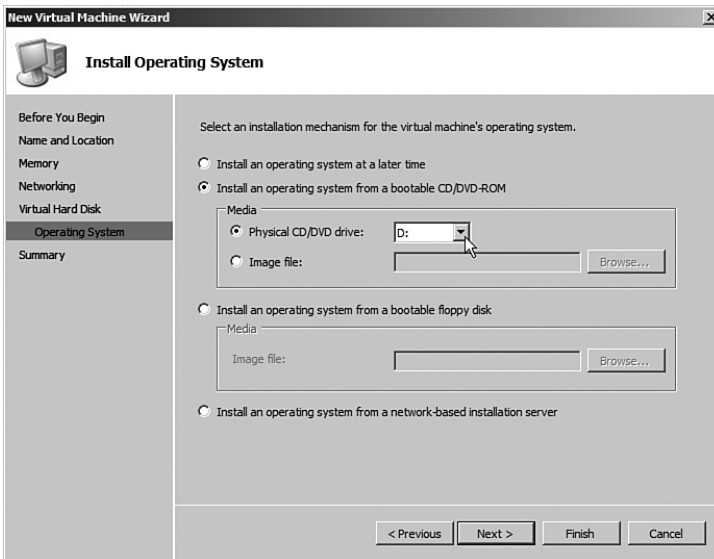 New Virtual Machine Wizard
Install Operating System
Before You Begin
Name and Location
Memory
Networking
Virtual Hard Disk
Operating System
Summary
Select an installation mechanism for the virtual machine's operating system.
Install an operating system at a later time
Install an operating system from a bootable CD/DVD-ROM
Media
Physical CD/DVD drive: D:
Image file: Browse...
Install an operating system from a bootable floppy disk
Media
Image file: Browse...
Install an operating system from a network-based installation server
< Previous Next > Finish Cancel